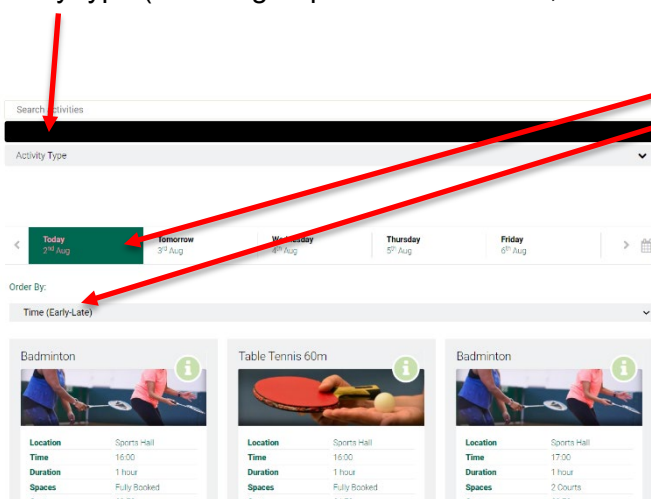 Search Activities
Activity Type
Today Tomorrow Wednesday Thursday Friday
2nd Aug 3rd Aug 4th Aug 5th Aug 6th Aug
Order By:
Time (Early-Late)
Badminton
Location Sports Hall
Time 16:00
Duration 1 hour
Spaces Fully Booked
Table Tennis 60m
Location Sports Hall
Time 16:00
Duration 1 hour
Spaces Fully Booked
Badminton
Location Sports Hall
Time 17:00
Duration 1 hour
Spaces 2 Courts